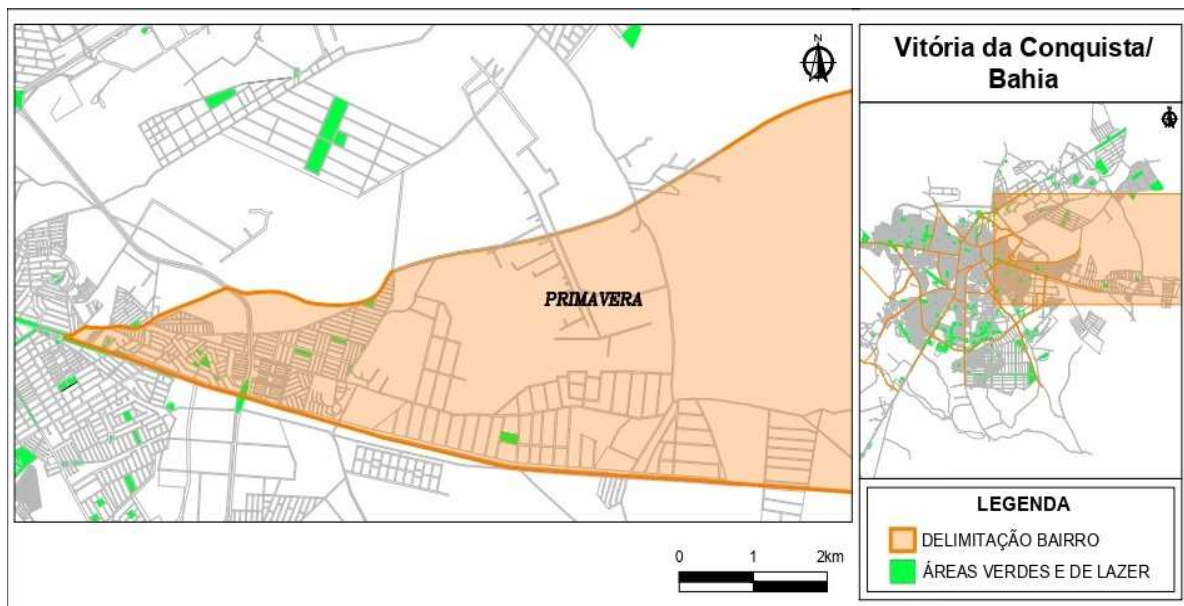 N
Vitória da Conquista/
Bahia
PRIMAVERA
LEGENDA
DELIMITAÇÃO BAIRRO
ÁREAS VERDES E DE LAZER
0 1 2km